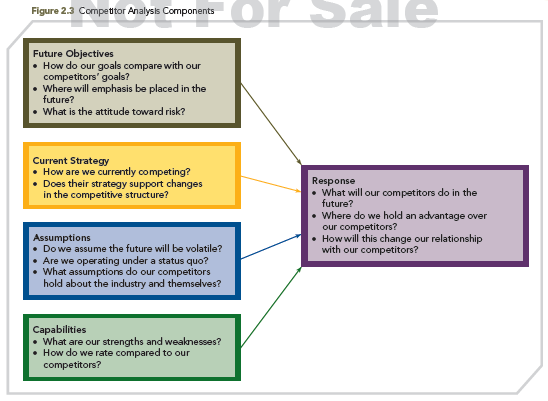 Not For Sale
Figure 2.3 Competitor Analysis Components
Future Objectives
• How do our goals compare with our
competitors' goals?
• Where will emphasis be placed in the
future?
• What is the attitude toward risk?
Current Strategy
• How are we currently competing?
• Does their strategy support changes
in the competitive structure?
Assumptions
• Do we assume the future will be volatile?
• Are we operating under a status quo?
• What assumptions do our competitors
hold about the industry and themselves?
Capabilities
• What are our strengths and weaknesses?
• How do we rate compared to our
competitors?
Response
• What will our competitors do in the
future?
• Where do we hold an advantage over
our competitors?
• How will this change our relationship
with our competitors?